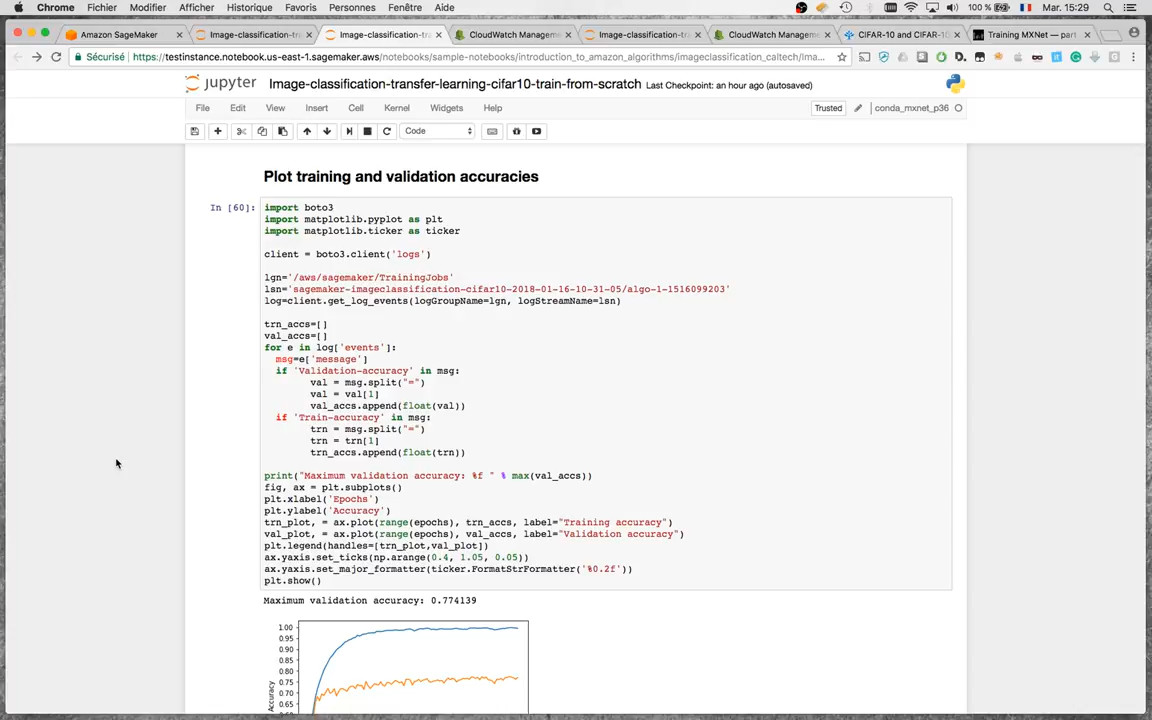 Chrome Fichier Modifier Afficher Historique Favoris Personnes Fenêtre Aide 100 % Mar. 15:29
Amazon SageMaker Image-classification-tran Image-classification-tran CloudWatch Manageme Image-classification-tran CloudWatch Manageme CIFAR-10 and CIFAR-10 Training MXNet — part
Sécurisé https://testinstance.notebook.us-east-1.sagemaker.aws/notebooks/sample-notebooks/introduction_to_amazon_algorithms/imageclassification_caltech/Ima...
jupyter Image-classification-transfer-learning-cifar10-train-from-scratch Last Checkpoint: an hour ago (autosaved)
File Edit View Insert Cell Kernel Widgets Help Trusted conda_mxnet_p36
Code
Plot training and validation accuracies
In [60]: import boto3
import matplotlib.pyplot as plt
import matplotlib.ticker as ticker
client = boto3.client('logs')
lgn='/aws/sagemaker/TrainingJobs'
lsn='sagemaker-imageclassification-cifar10-2018-01-16-10-31-05/algo-1-1516099203'
log=client.get_log_events(logGroupName=lgn, logStreamName=lsn)
trn_accs=[]
val_accs=[]
for e in log['events']:
msg=e['message']
if 'Validation-accuracy' in msg:
val = msg.split("=")
val = val[1]
val_accs.append(float(val))
if 'Train-accuracy' in msg:
trn = msg.split("=")
trn = trn[1]
trn_accs.append(float(trn))
print("Maximum validation accuracy: %f " % max(val_accs))
fig, ax = plt.subplots()
plt.xlabel('Epochs')
plt.ylabel('Accuracy')
trn_plot, = ax.plot(range(epochs), trn_accs, label="Training accuracy")
val_plot, = ax.plot(range(epochs), val_accs, label="Validation accuracy")
plt.legend(handles=[trn_plot,val_plot])
ax.yaxis.set_ticks(np.arange(0.4, 1.05, 0.05))
ax.yaxis.set_major_formatter(ticker.FormatStrFormatter('%0.2f'))
plt.show()
Maximum validation accuracy: 0.774139
1.00
0.95
0.90
0.85
0.80
0.75
0.70
0.65
Accuracy